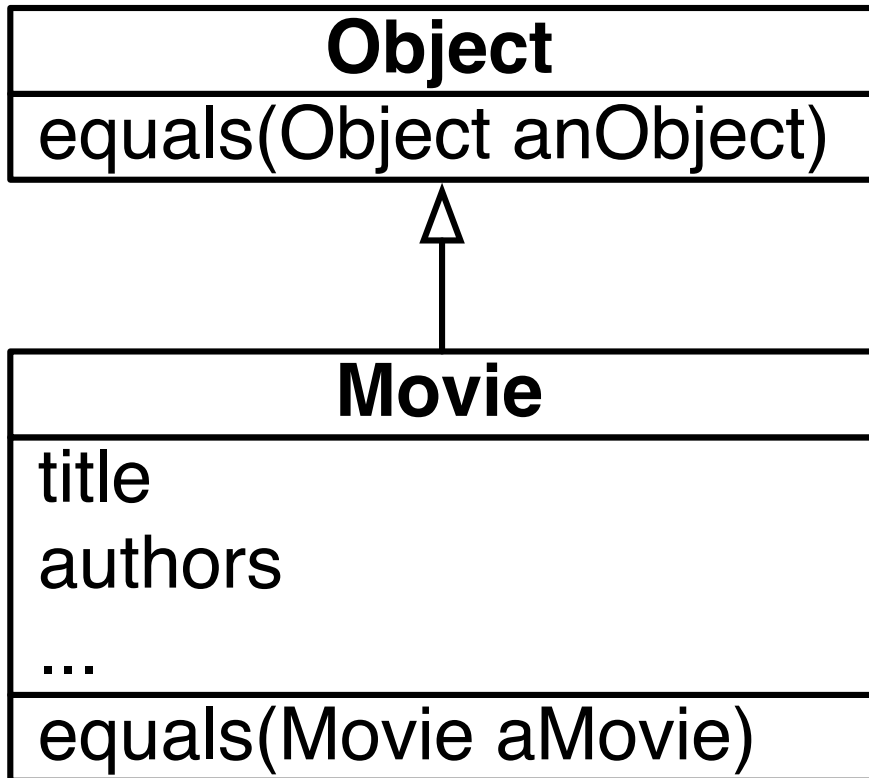 Object
equals(Object anObject)
Movie
title
authors
...
equals(Movie aMovie)